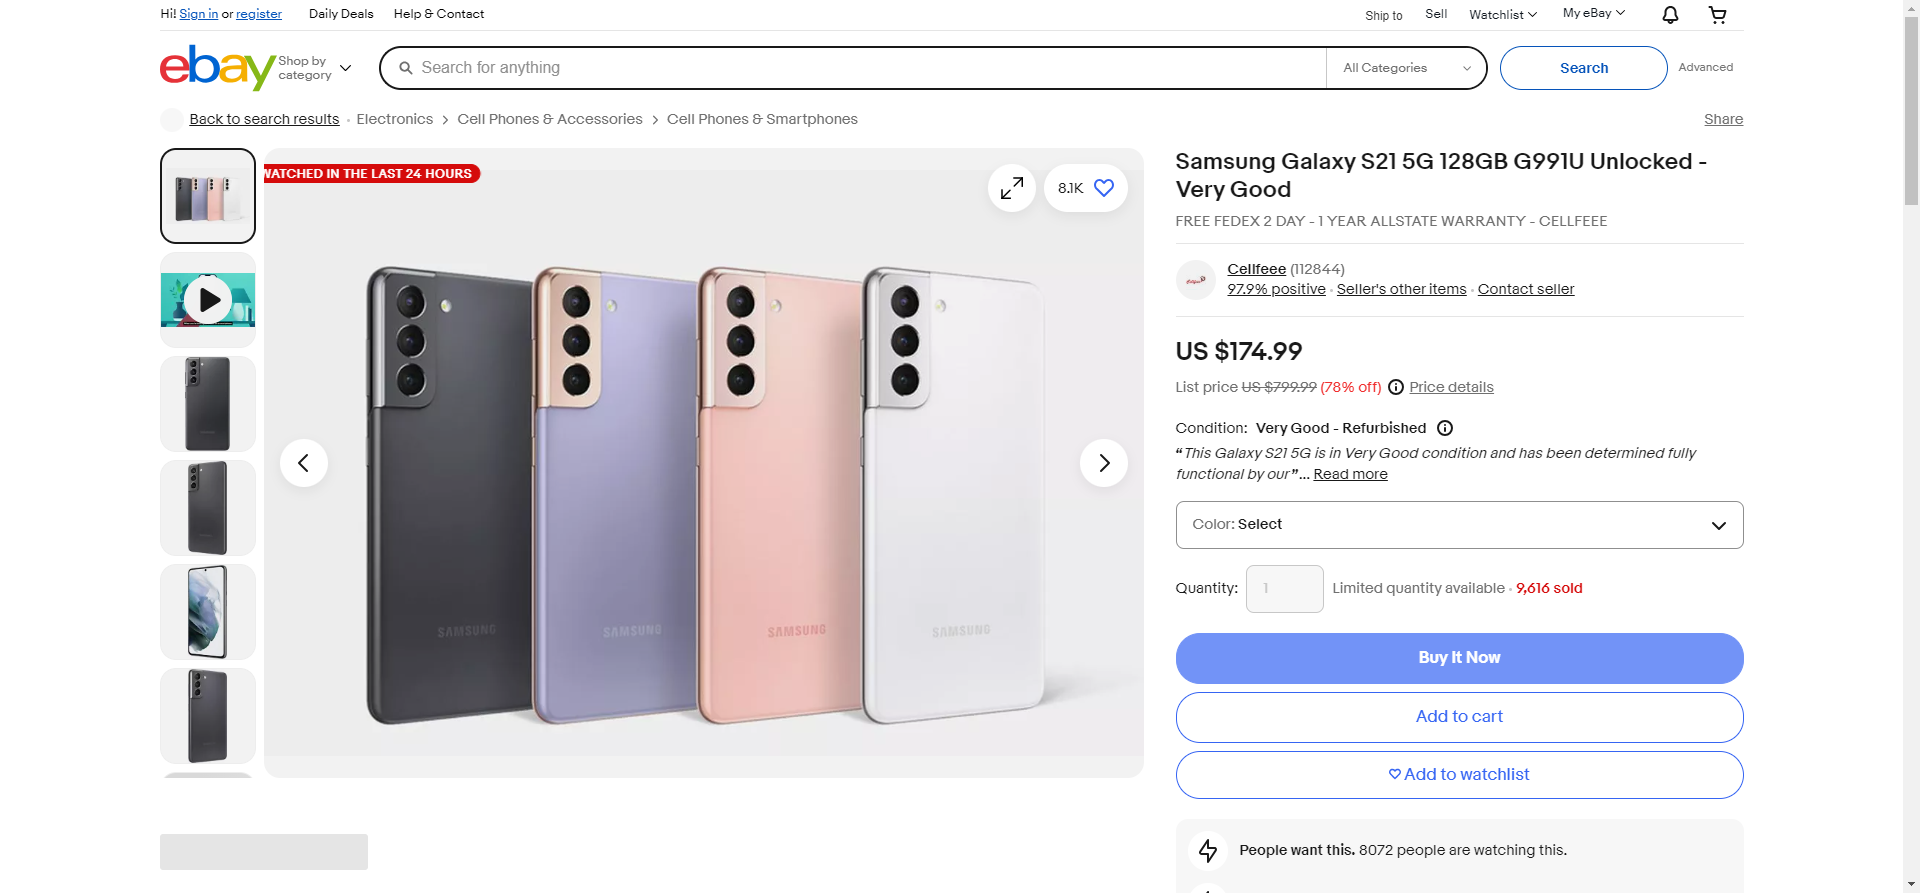 Hi! Sign in or register
Daily Deals
Help & Contact
Ship to
Sell
Watchlist
My eBay
ebay
Shop by
category
Search for anything
All Categories
Search
Advanced
Back to search results
Electronics
Cell Phones & Accessories
Cell Phones & Smartphones
Share
WATCHED IN THE LAST 24 HOURS
8.1K
SAMSUNG
SAMSUNG
SAMSUNG
SAMSUNG
Samsung Galaxy S21 5G 128GB G991U Unlocked -
Very Good
FREE FEDEX 2 DAY - 1 YEAR ALLSTATE WARRANTY - CELLFEEE
Cellfeee (112844)
97.9% positive · Seller's other items · Contact seller
US $174.99
List price US $799.99 (78% off) Price details
Condition: Very Good - Refurbished
“This Galaxy S21 5G is in Very Good condition and has been determined fully
functional by our”... Read more
Color: Select
Quantity: 1 Limited quantity available · 9,616 sold
Buy It Now
Add to cart
Add to watchlist
People want this. 8072 people are watching this.